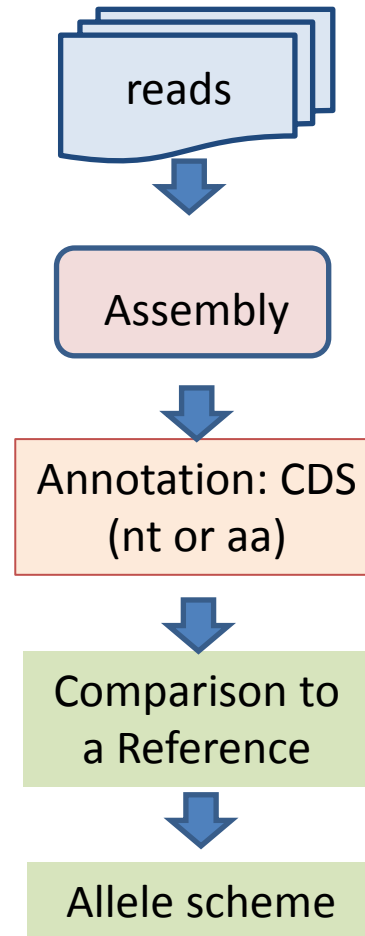 reads
Assembly
Annotation: CDS
(nt or aa)
Comparison to
a Reference
Allele scheme